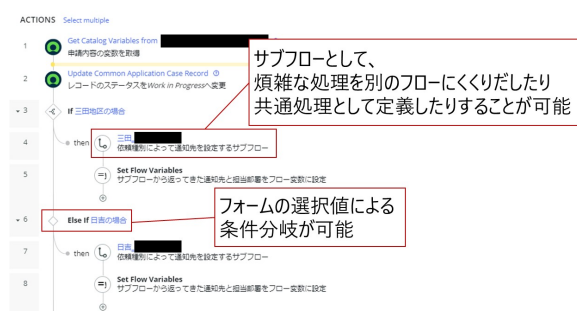 ACTIONS Select multiple
1 Get Catalog Variables from
申請内容の変数を取得
サブフローとして、
煩雑な処理を別のフローにくくりだしたり
共通処理として定義したりすることが可能
2 Update Common Application Case Record
レコードのステータスをWork in Progressへ変更
3 If 三田地区の場合
4 then 三田_
依頼種別によって通知先を設定するサブフロー
5 Set Flow Variables
サブフローから返ってきた通知先と担当部署をフロー変数に設定
フォームの選択値による
条件分岐が可能
6 Else If 日吉の場合
7 then 日吉_
依頼種別によって通知先を設定するサブフロー
8 Set Flow Variables
サブフローから返ってきた通知先と担当部署をフロー変数に設定